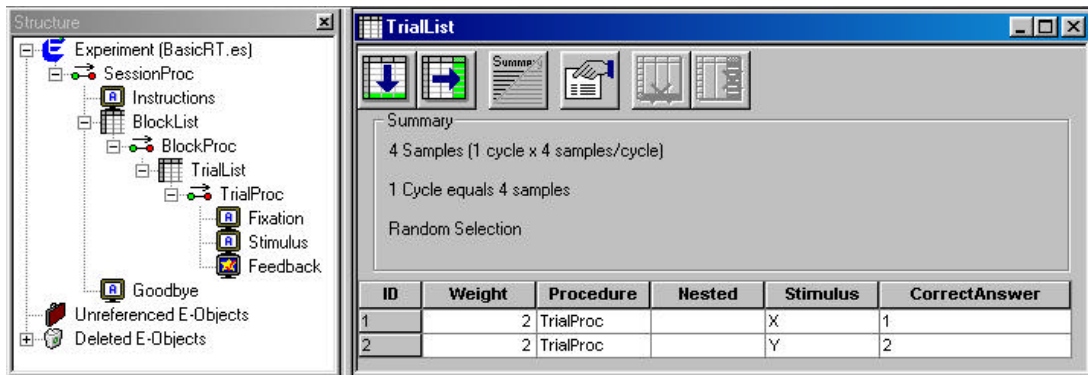 Structure
Experiment (BasicRT.es)
SessionProc
Instructions
BlockList
BlockProc
TrialList
TrialProc
Fixation
Stimulus
Feedback
Goodbye
Unreferenced E-Objects
Deleted E-Objects
TrialList
Summary
Summary
4 Samples (1 cycle x 4 samples/cycle)
1 Cycle equals 4 samples
Random Selection
ID Weight Procedure Nested Stimulus CorrectAnswer
1 2 TrialProc X 1
2 2 TrialProc Y 2